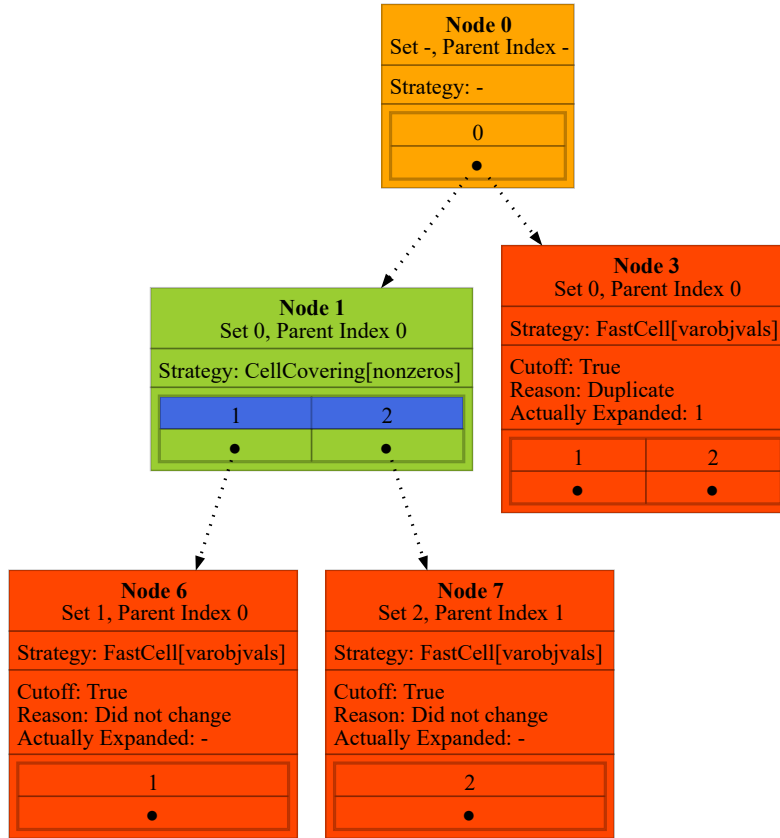 Node 0
Set -, Parent Index -
Strategy: -
0
Node 1
Set 0, Parent Index 0
Strategy: CellCovering[nonzeros]
1 2
Node 3
Set 0, Parent Index 0
Strategy: FastCell[varobjvals]
Cutoff: True
Reason: Duplicate
Actually Expanded: 1
1 2
Node 6
Set 1, Parent Index 0
Strategy: FastCell[varobjvals]
Cutoff: True
Reason: Did not change
Actually Expanded: -
1
Node 7
Set 2, Parent Index 1
Strategy: FastCell[varobjvals]
Cutoff: True
Reason: Did not change
Actually Expanded: -
2